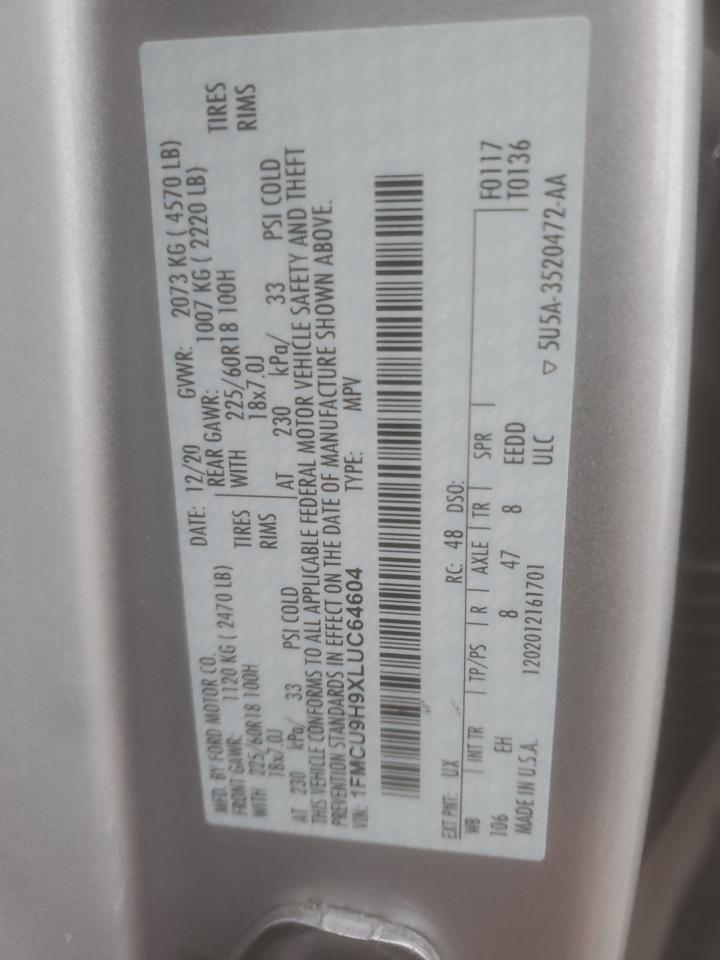 MFD. BY FORD MOTOR CO. DATE: 12/20 GVWR: 2073 KG ( 4570 LB)
FRONT GAWR: 1120 KG ( 2470 LB) REAR GAWR: 1007 KG ( 2220 LB)
WITH 225/60R18 100H TIRES WITH 225/60R18 100H TIRES
18x7.0J RIMS 18x7.0J RIMS
AT 230 kPa/ 33 PSI COLD AT 230 kPa/ 33 PSI COLD
THIS VEHICLE CONFORMS TO ALL APPLICABLE FEDERAL MOTOR VEHICLE SAFETY AND THEFT
PREVENTION STANDARDS IN EFFECT ON THE DATE OF MANUFACTURE SHOWN ABOVE.
VIN: 1FMCU9H9XLUC64604 TYPE: MPV
EXT PNT: UX RC: 48 DSO:
WB INT TR TP/PS R AXLE TR SPR F0117
106 EH 8 47 8 EEDD T0136
MADE IN U.S.A. 1202012161701 ULC
▽ 5U5A-3520472-AA